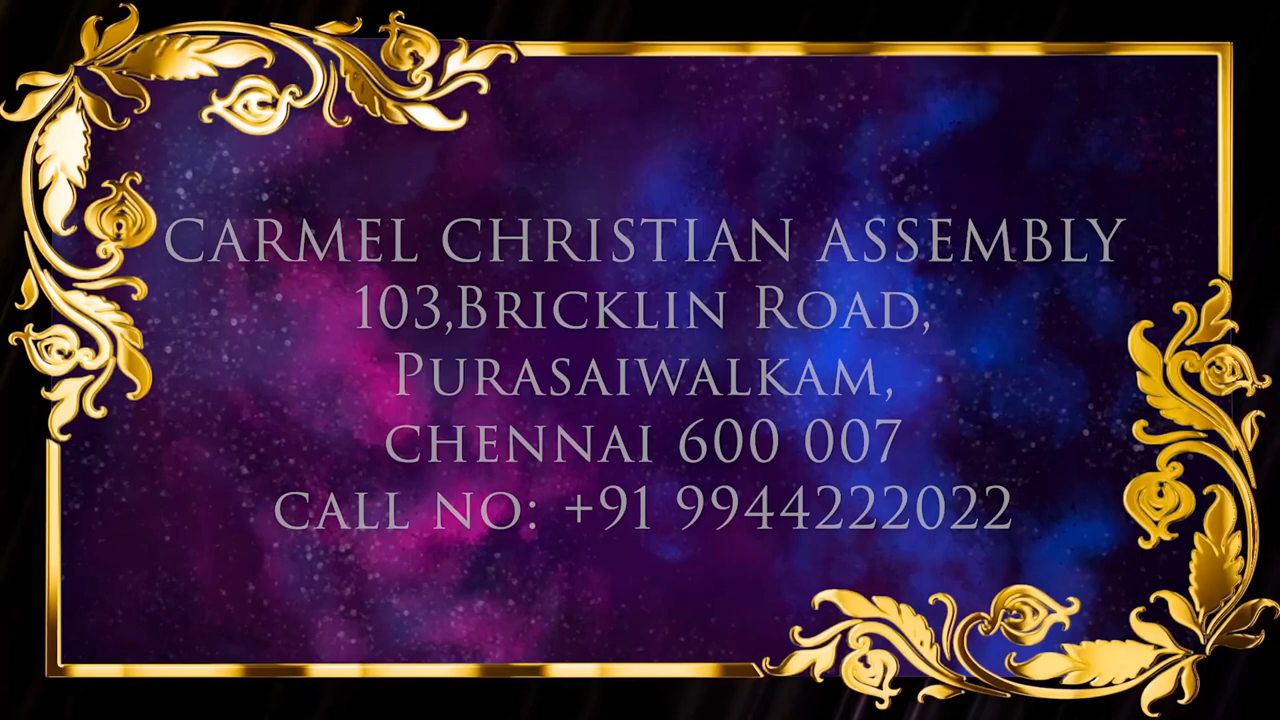 CARMEL CHRISTIAN ASSEMBLY
103,Bricklin Road,
Purasaiwalkam,
chennai 600 007
call no: +91 9944222022